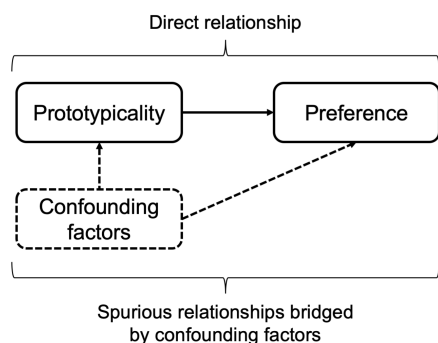 Direct relationship
Prototypicality
Preference
Confounding
factors
Spurious relationships bridged
by confounding factors